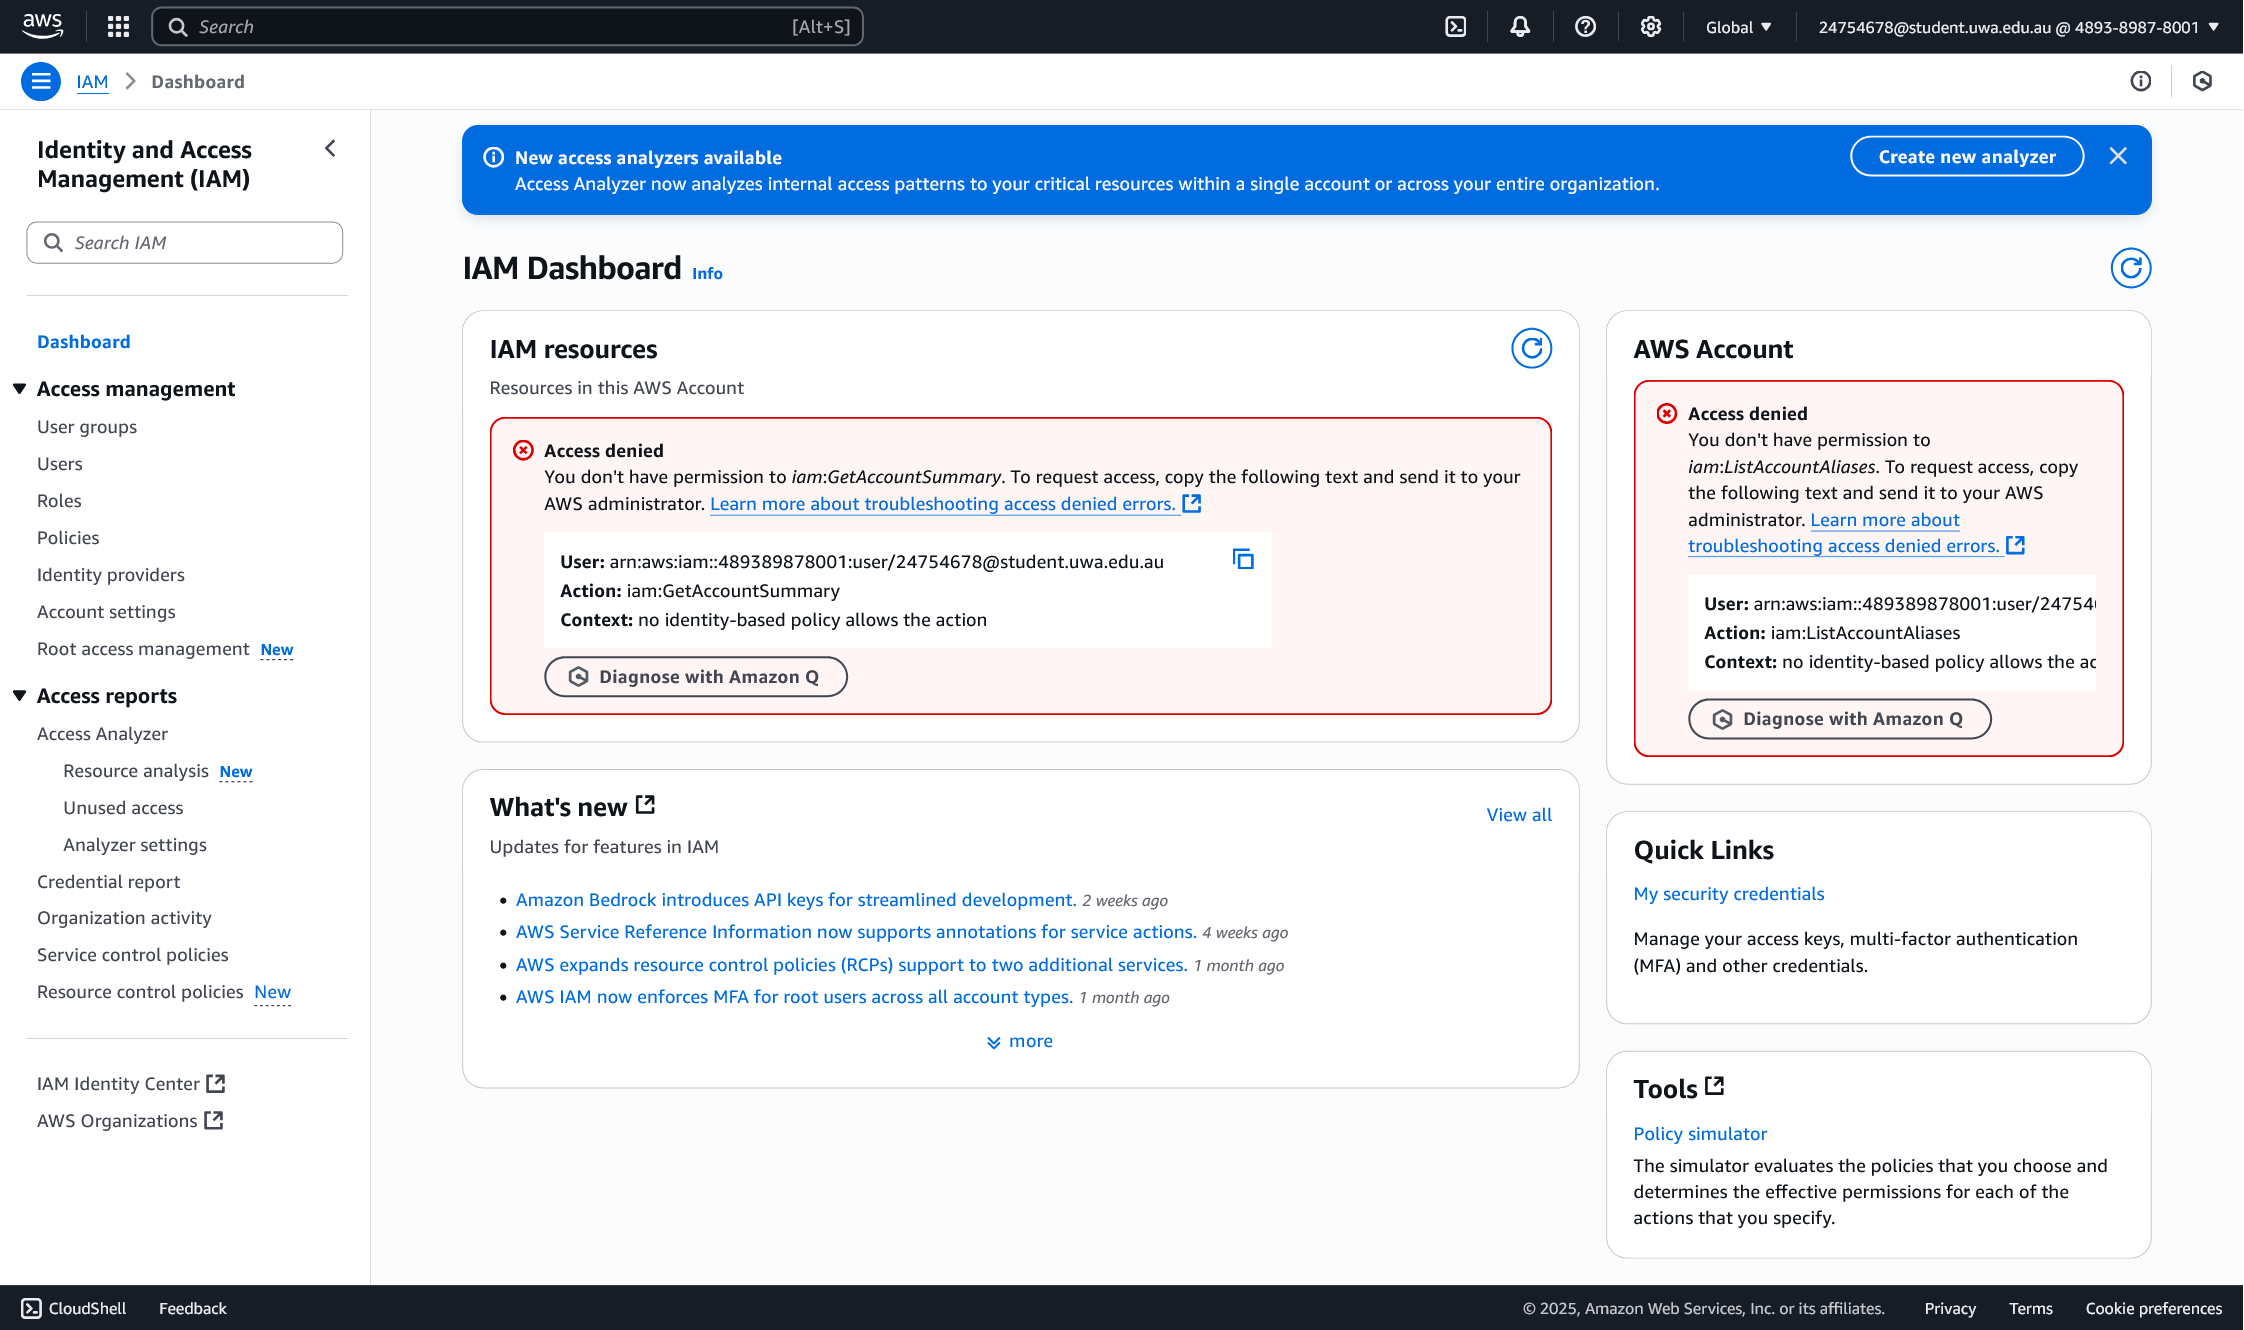 aws
Search [Alt+S]
Global
24754678@student.uwa.edu.au @ 4893-8987-8001
IAM
Dashboard
Identity and Access
Management (IAM)
Search IAM
Dashboard
Access management
User groups
Users
Roles
Policies
Identity providers
Account settings
Root access management New
Access reports
Access Analyzer
Resource analysis New
Unused access
Analyzer settings
Credential report
Organization activity
Service control policies
Resource control policies New
IAM Identity Center
AWS Organizations
New access analyzers available
Access Analyzer now analyzes internal access patterns to your critical resources within a single account or across your entire organization.
Create new analyzer
IAM Dashboard Info
IAM resources
Resources in this AWS Account
Access denied
You don't have permission to iam:GetAccountSummary. To request access, copy the following text and send it to your
AWS administrator. Learn more about troubleshooting access denied errors.
User: arn:aws:iam::489389878001:user/24754678@student.uwa.edu.au
Action: iam:GetAccountSummary
Context: no identity-based policy allows the action
Diagnose with Amazon Q
What's new
View all
Updates for features in IAM
• Amazon Bedrock introduces API keys for streamlined development. 2 weeks ago
• AWS Service Reference Information now supports annotations for service actions. 4 weeks ago
• AWS expands resource control policies (RCPs) support to two additional services. 1 month ago
• AWS IAM now enforces MFA for root users across all account types. 1 month ago
more
AWS Account
Access denied
You don't have permission to
iam:ListAccountAliases. To request access, copy
the following text and send it to your AWS
administrator. Learn more about
troubleshooting access denied errors.
User: arn:aws:iam::489389878001:user/24754
Action: iam:ListAccountAliases
Context: no identity-based policy allows the ac
Diagnose with Amazon Q
Quick Links
My security credentials
Manage your access keys, multi-factor authentication
(MFA) and other credentials.
Tools
Policy simulator
The simulator evaluates the policies that you choose and
determines the effective permissions for each of the
actions that you specify.
CloudShell
Feedback
© 2025, Amazon Web Services, Inc. or its affiliates.
Privacy
Terms
Cookie preferences